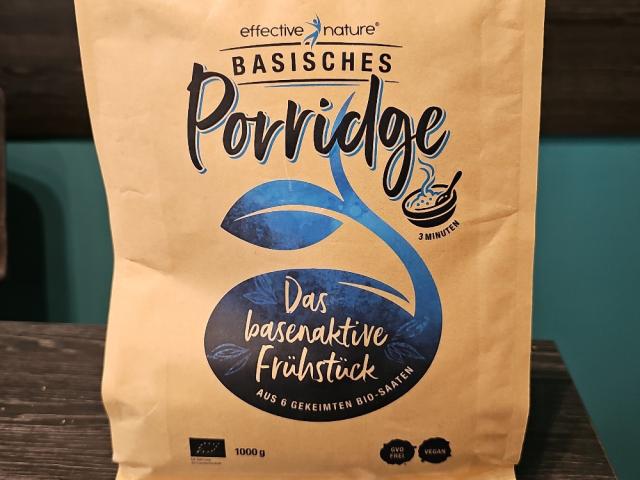 effective nature®
BASISCHES
Porridge
3 MINUTEN
Das
basenaktive
Frühstück
AUS 6 GEKEIMTEN BIO-SAATEN
1000 g
GVO
FREI
VEGAN